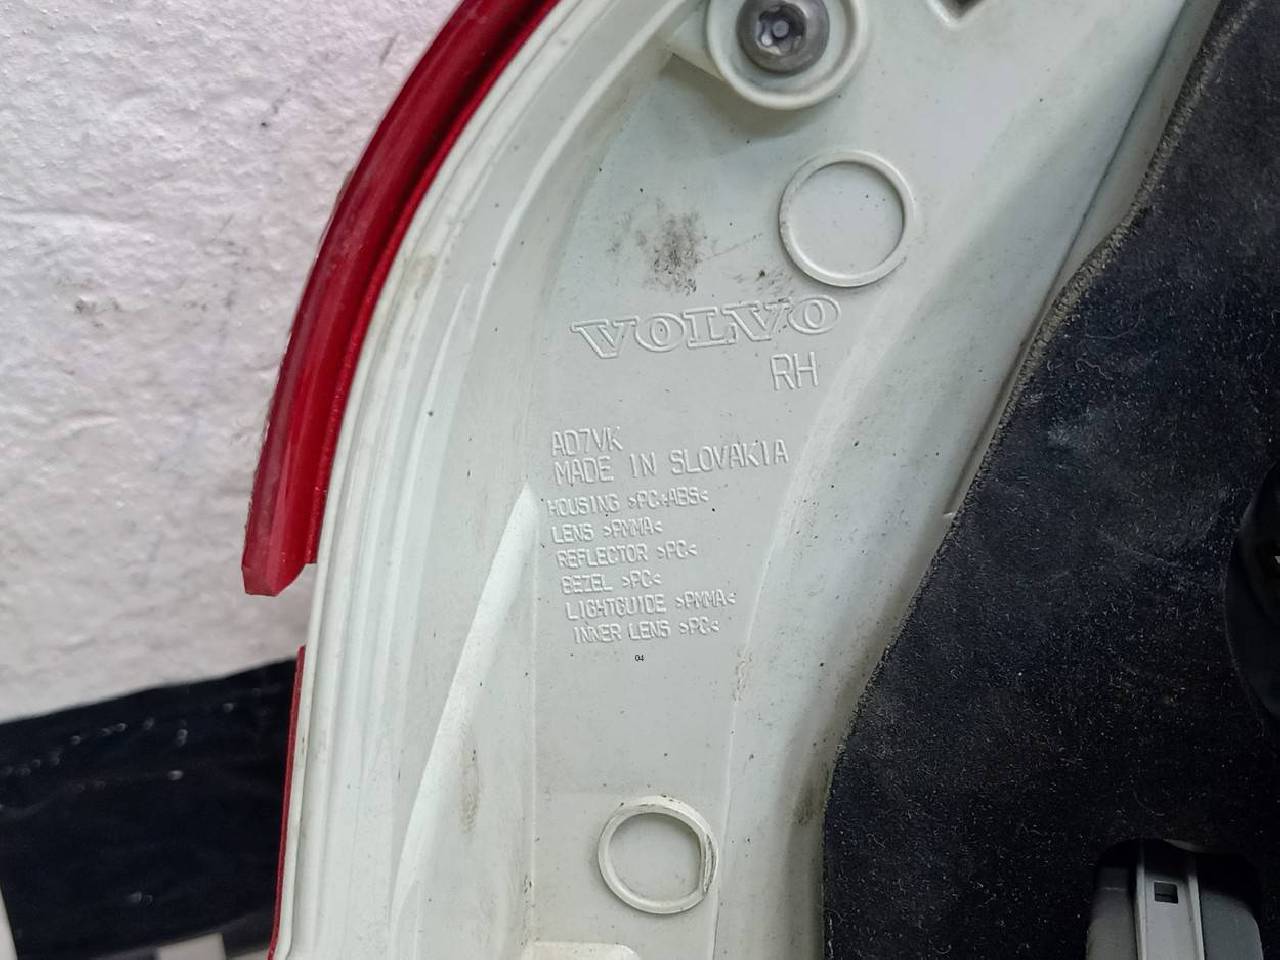 VOLVO
RH
AD7VK
MADE IN SLOVAKIA
HOUSING >PC+ABS<
LENS >PMMA<
REFLECTOR >PC<
BEZEL >PC<
LIGHTGUIDE >PMMA<
INNER LENS >PC<
04